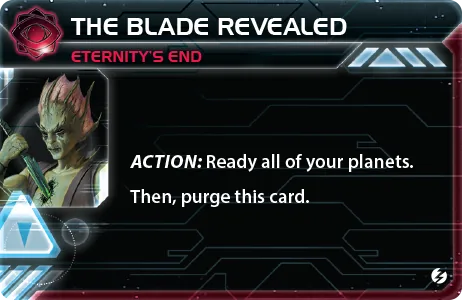 THE BLADE REVEALED
ETERNITY'S END
ACTION: Ready all of your planets.
Then, purge this card.